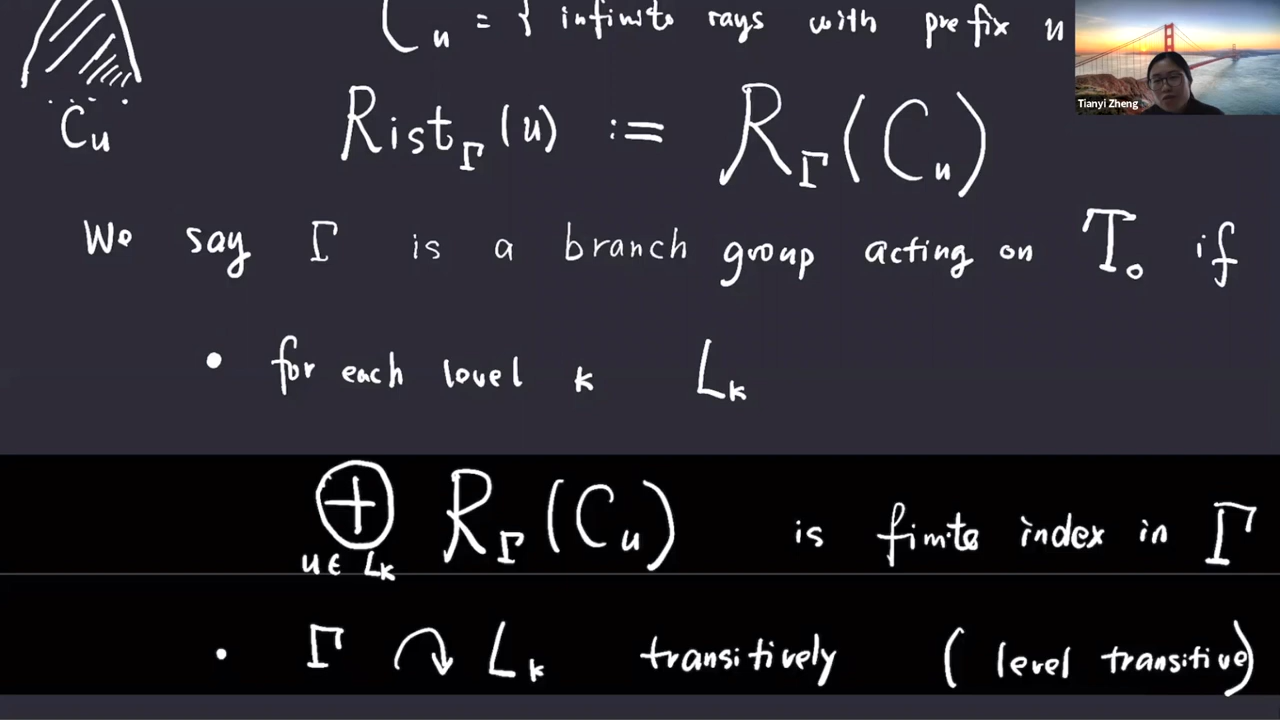 C_u = { infinite rays with prefix u
Tianyi Zheng
C_u
Rist_Γ(u) := R_Γ(C_u)
We say Γ is a branch group acting on T_o if
• for each level k L_k
⊕_{u∈L_k} R_Γ(C_u) is finite index in Γ
• Γ ↷ L_k transitively (level transitive)